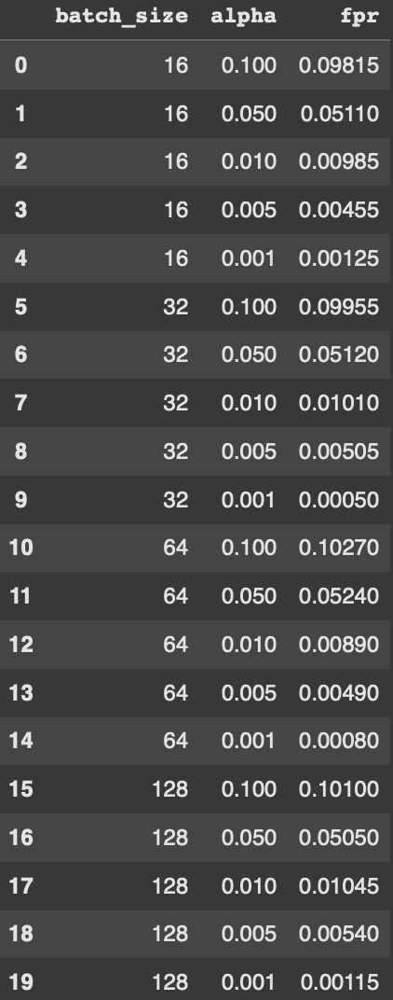 batch_size alpha fpr
0 16 0.100 0.09815
1 16 0.050 0.05110
2 16 0.010 0.00985
3 16 0.005 0.00455
4 16 0.001 0.00125
5 32 0.100 0.09955
6 32 0.050 0.05120
7 32 0.010 0.01010
8 32 0.005 0.00505
9 32 0.001 0.00050
10 64 0.100 0.10270
11 64 0.050 0.05240
12 64 0.010 0.00890
13 64 0.005 0.00490
14 64 0.001 0.00080
15 128 0.100 0.10100
16 128 0.050 0.05050
17 128 0.010 0.01045
18 128 0.005 0.00540
19 128 0.001 0.00115